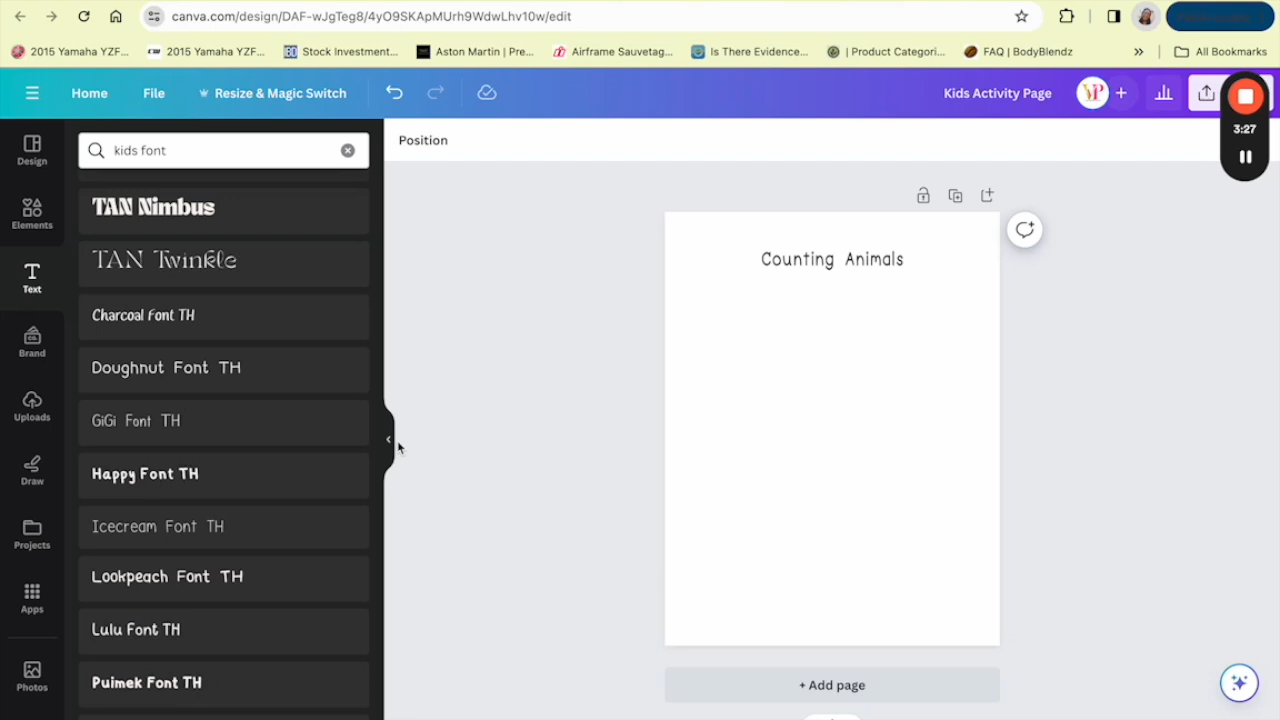 canva.com/design/DAF-wJgTeg8/4yO9SKApMUrh9WdwLhv10w/edit
2015 Yamaha YZF... 2015 Yamaha YZF... Stock Investment... Aston Martin | Pre... Airframe Sauvetag... Is There Evidence... | Product Categori... FAQ | BodyBlendz » All Bookmarks
Home File Resize & Magic Switch Kids Activity Page
3:27
Position
kids font
Design
Elements
Text
Brand
Uploads
Draw
Projects
Apps
Photos
TAN Nimbus
TAN Twinkle
Charcoal Font TH
Doughnut Font TH
GiGi Font TH
Happy Font TH
Icecream Font TH
Lookpeach Font TH
Lulu Font TH
Puimek Font TH
Counting Animals
+ Add page